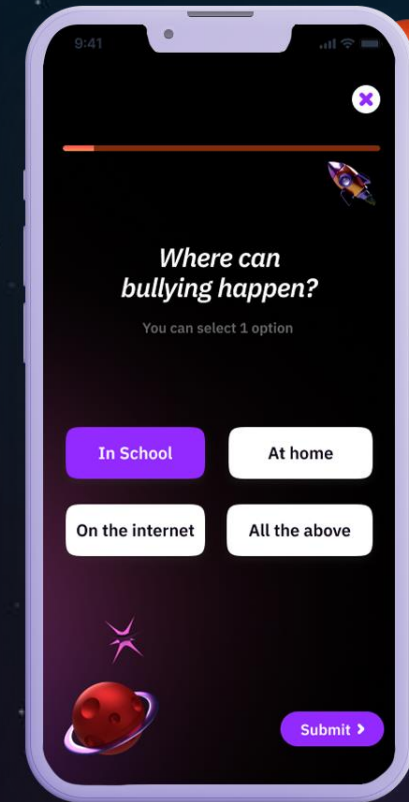 9:41
Where can
bullying happen?
You can select 1 option
In School
At home
On the internet
All the above
Submit